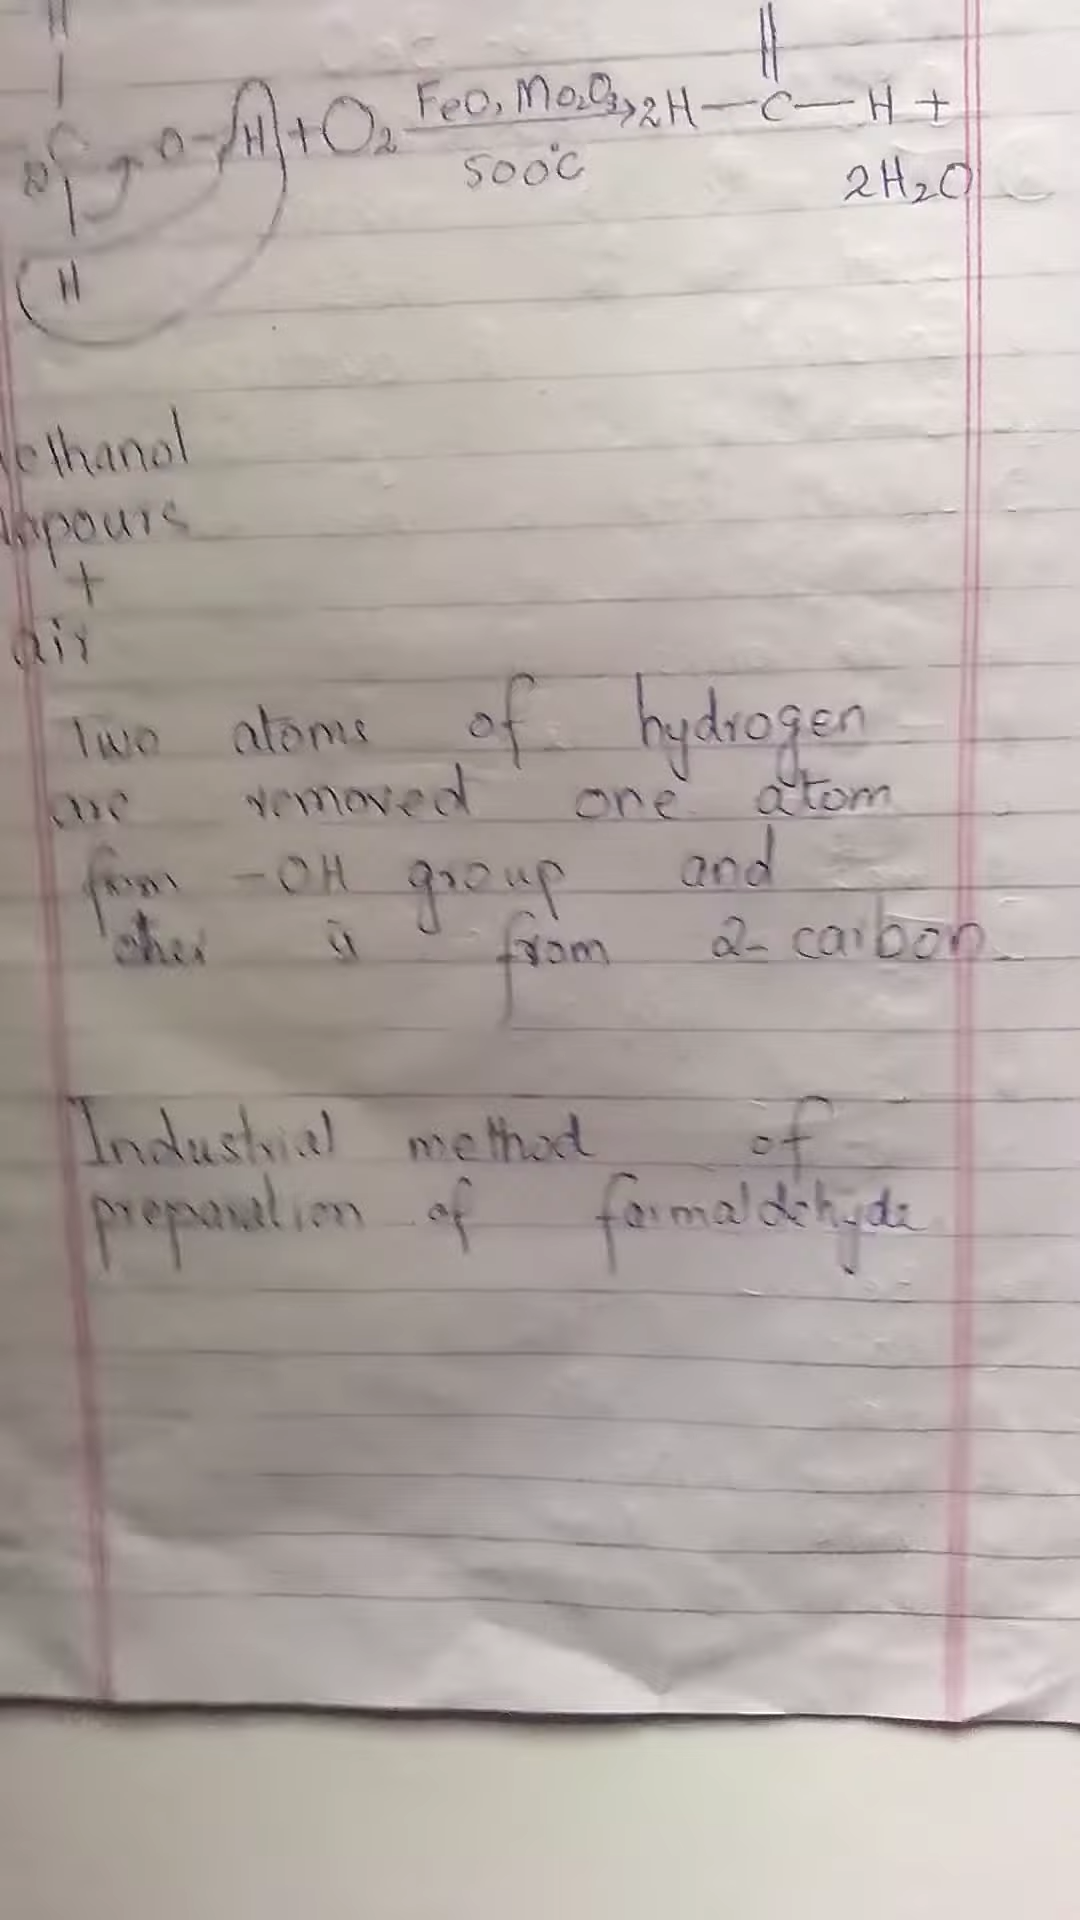 O-H + O₂ FeO, Mo₂O₃ 2H-C-H +
500°C
2H₂O
H
ethanol
apours
+
air
Two atoms of hydrogen
are removed one atom
from -OH group and
other is from 2- carbon
Industrial method of
preparation of formaldehyde